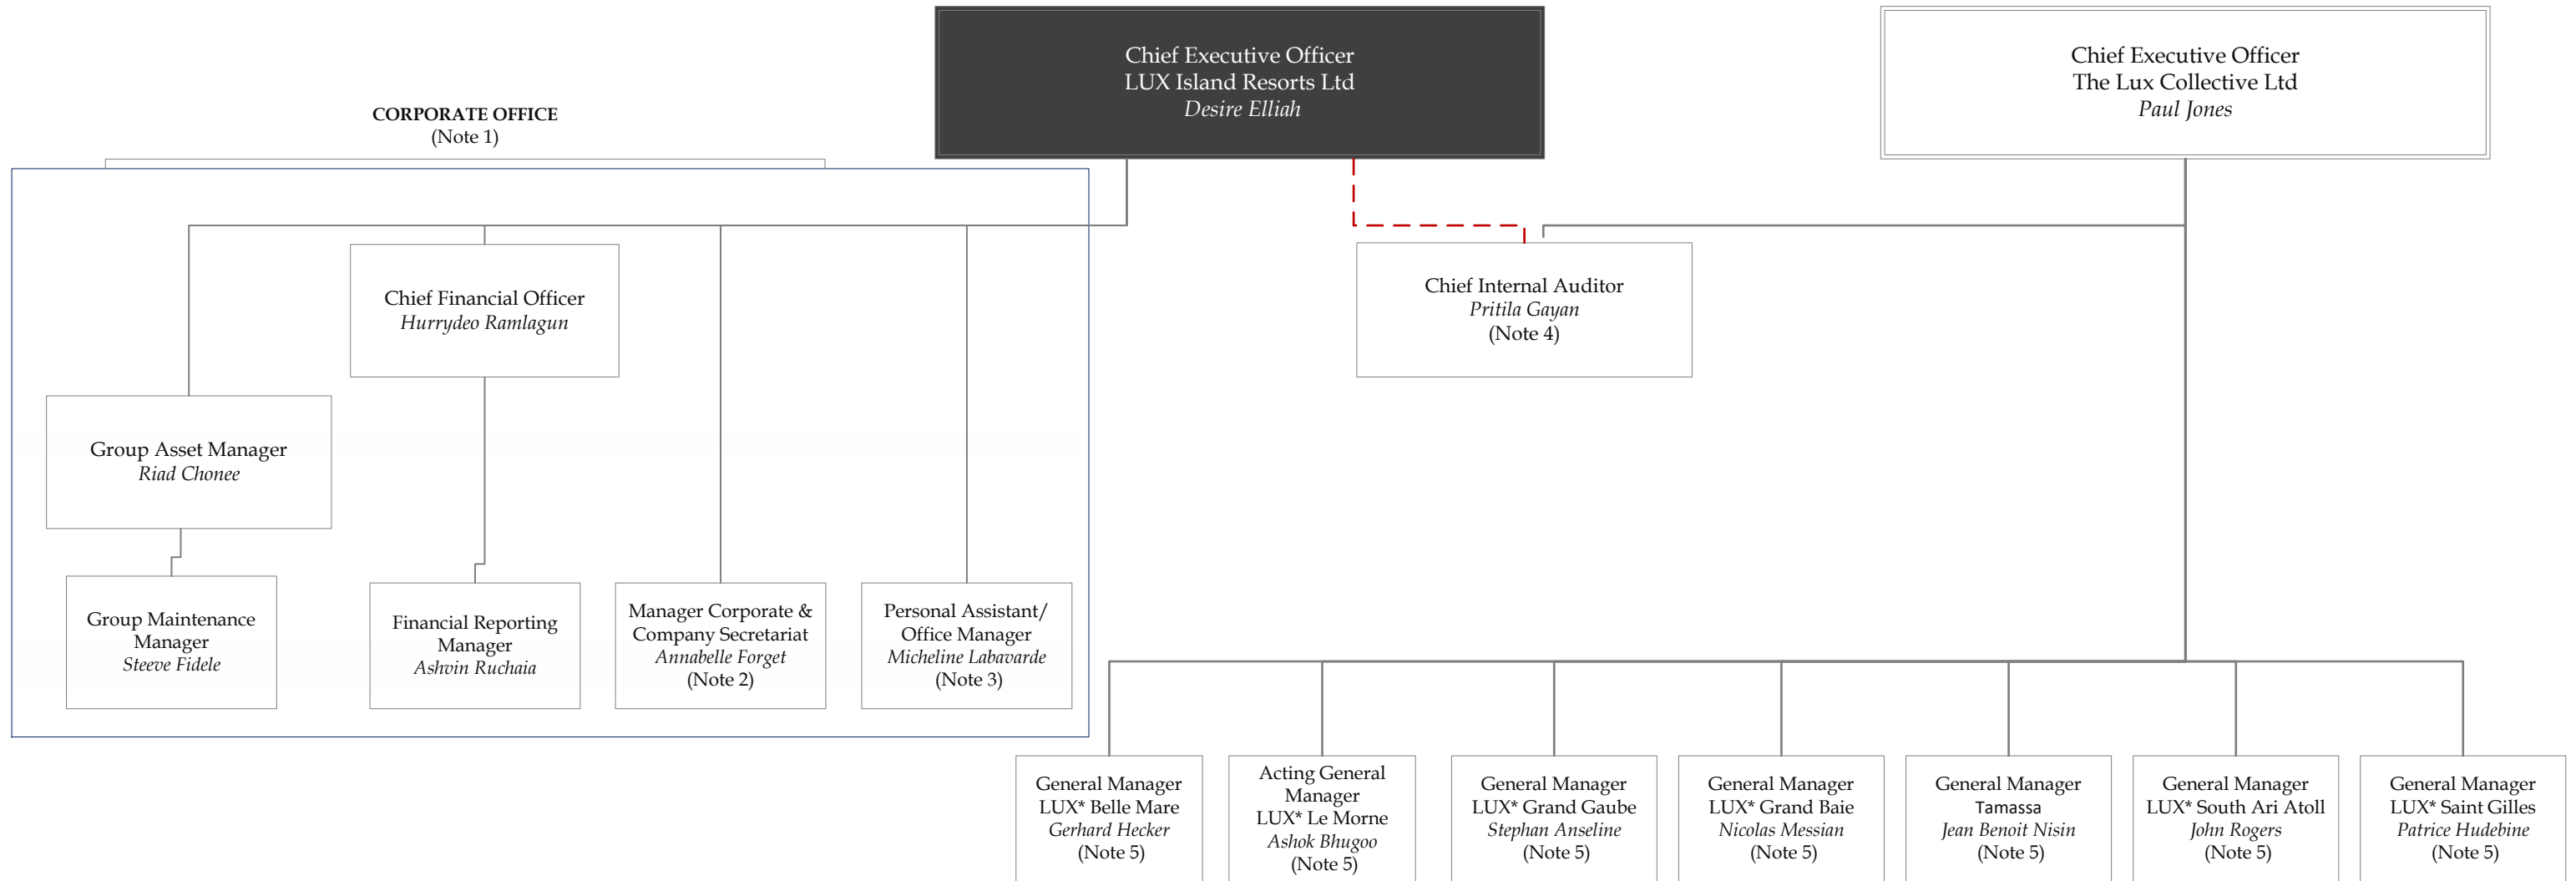 Chief Executive Officer
LUX Island Resorts Ltd
Desire Elliah
Chief Executive Officer
The Lux Collective Ltd
Paul Jones
CORPORATE OFFICE
(Note 1)
Chief Financial Officer
Hurrydeo Ramlagun
Chief Internal Auditor
Pritila Gayan
(Note 4)
Group Asset Manager
Riad Chonee
Group Maintenance
Manager
Steeve Fidele
Financial Reporting
Manager
Ashvin Ruchaia
Manager Corporate &
Company Secretariat
Annabelle Forget
(Note 2)
Personal Assistant/
Office Manager
Micheline Labavarde
(Note 3)
General Manager
LUX* Belle Mare
Gerhard Hecker
(Note 5)
Acting General
Manager
LUX* Le Morne
Ashok Bhugoo
(Note 5)
General Manager
LUX* Grand Gaube
Stephan Anseline
(Note 5)
General Manager
LUX* Grand Baie
Nicolas Messian
(Note 5)
General Manager
Tamassa
Jean Benoit Nisin
(Note 5)
General Manager
LUX* South Ari Atoll
John Rogers
(Note 5)
General Manager
LUX* Saint Gilles
Patrice Hudebine
(Note 5)